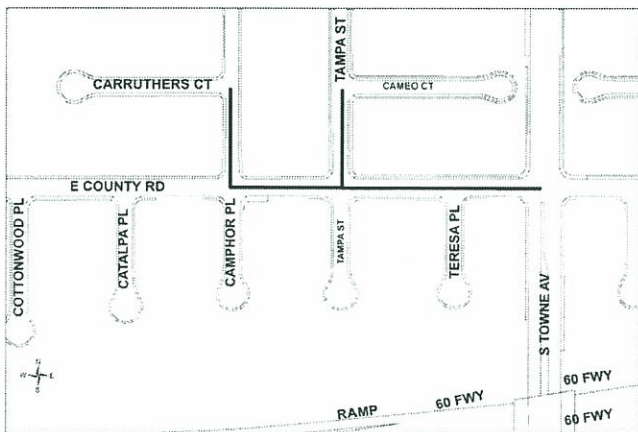 TAMPA ST
CARRUTHERS CT
CAMEO CT
E COUNTY RD
COTTONWOOD PL
CATALPA PL
CAMPHOR PL
TAMPA ST
TERESA PL
S TOWNE AV
N
W
S
60 FWY
60 FWY
RAMP
60 FWY